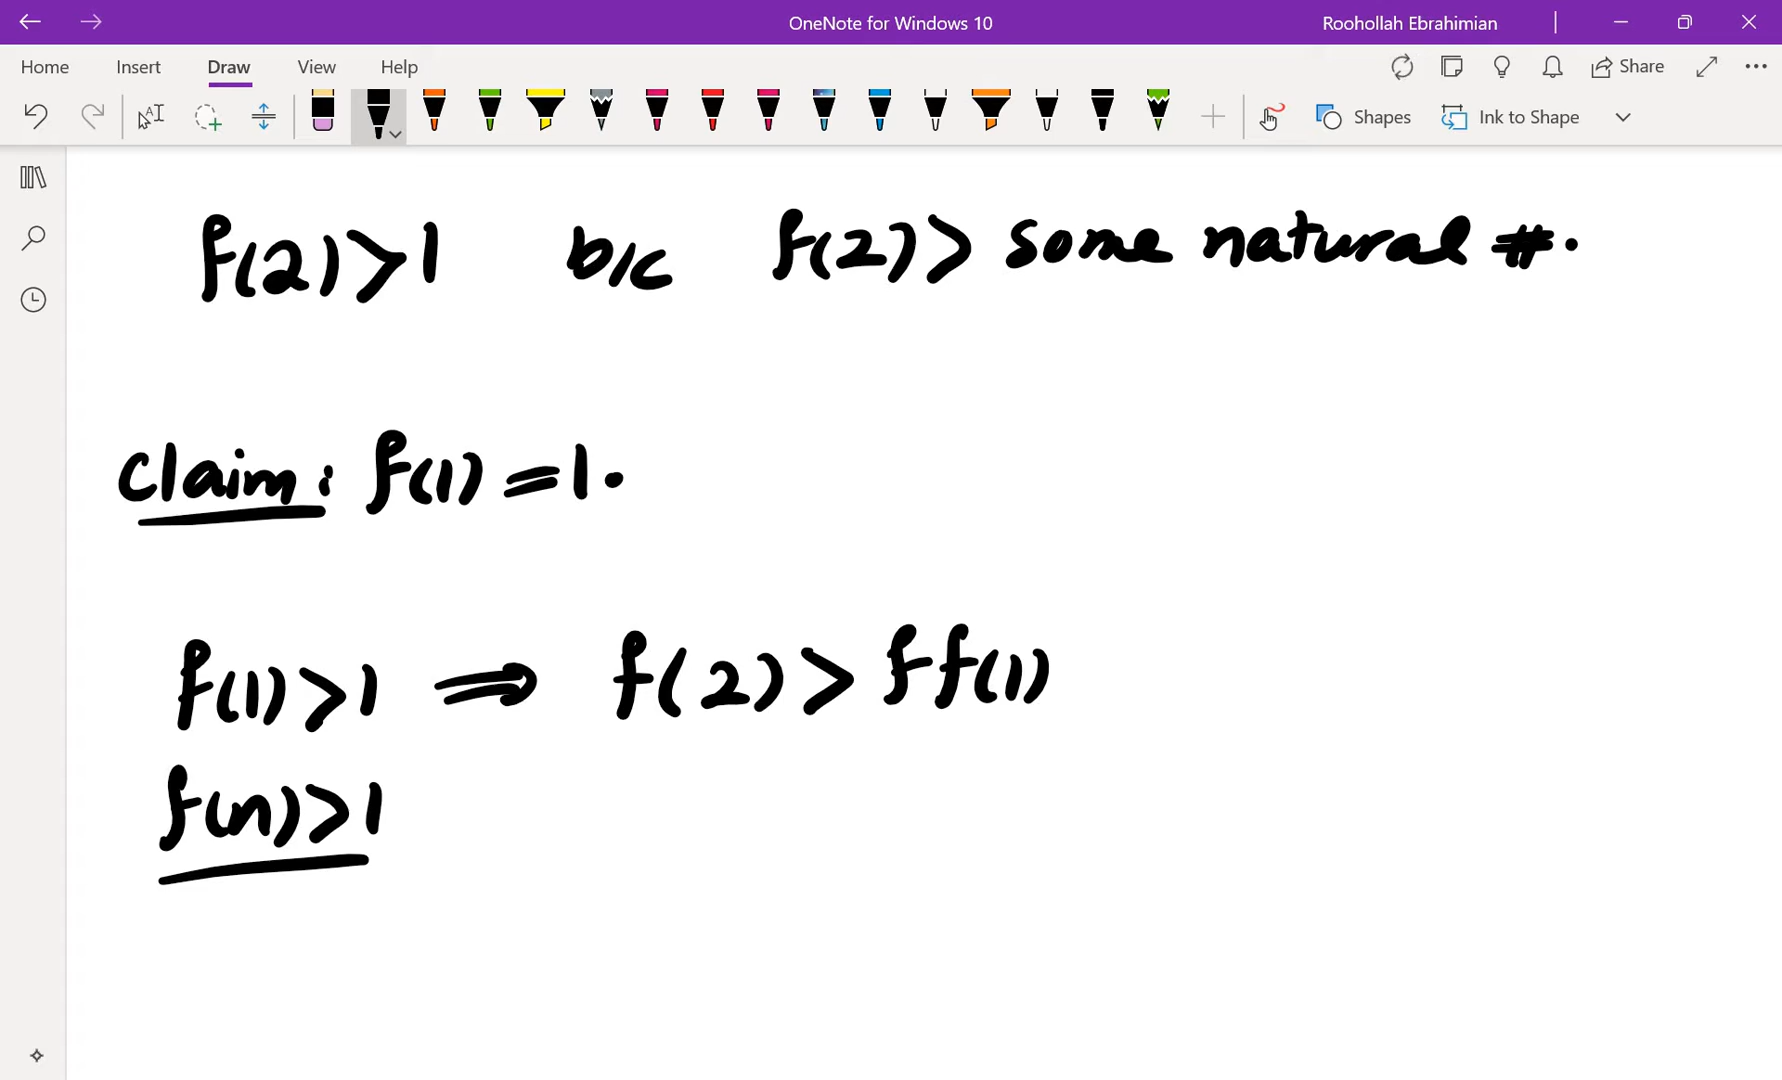 OneNote for Windows 10
Roohollah Ebrahimian
Home Insert Draw View Help
Share
Shapes
Ink to Shape
f(2)>1 b/c f(2)> some natural #.
Claim: f(1)=1.
f(1)>1 ⟹ f(2)>ff(1)
f(n)>1